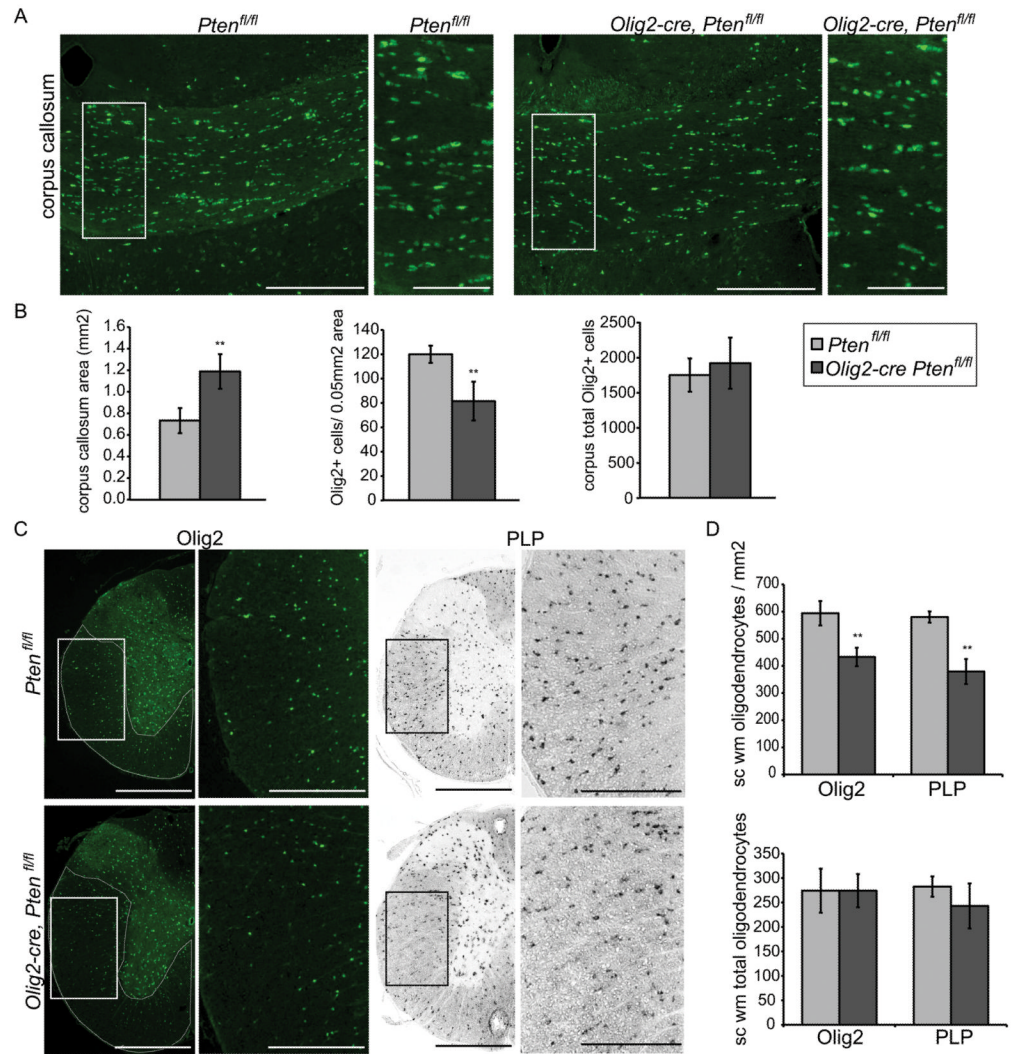 A
Pten fl/fl
Pten fl/fl
Olig2-cre, Pten fl/fl
Olig2-cre, Pten fl/fl
corpus callosum
B
corpus callosum area (mm2)
1.6
1.4
1.2
1.0
0.8
0.6
0.4
0.2
0.0
**
Olig2+ cells/ 0.05mm2 area
140
120
100
80
60
40
20
0
**
corpus total Olig2+ cells
2500
2000
1500
1000
500
0
Pten fl/fl
Olig2-cre Pten fl/fl
C
Olig2
PLP
Pten fl/fl
Olig2-cre, Pten fl/fl
D
sc wm oligodendrocytes / mm2
700
600
500
400
300
200
100
0
**
**
Olig2
PLP
sc wm total oligodendrocytes
350
300
250
200
150
100
50
0
Olig2
PLP